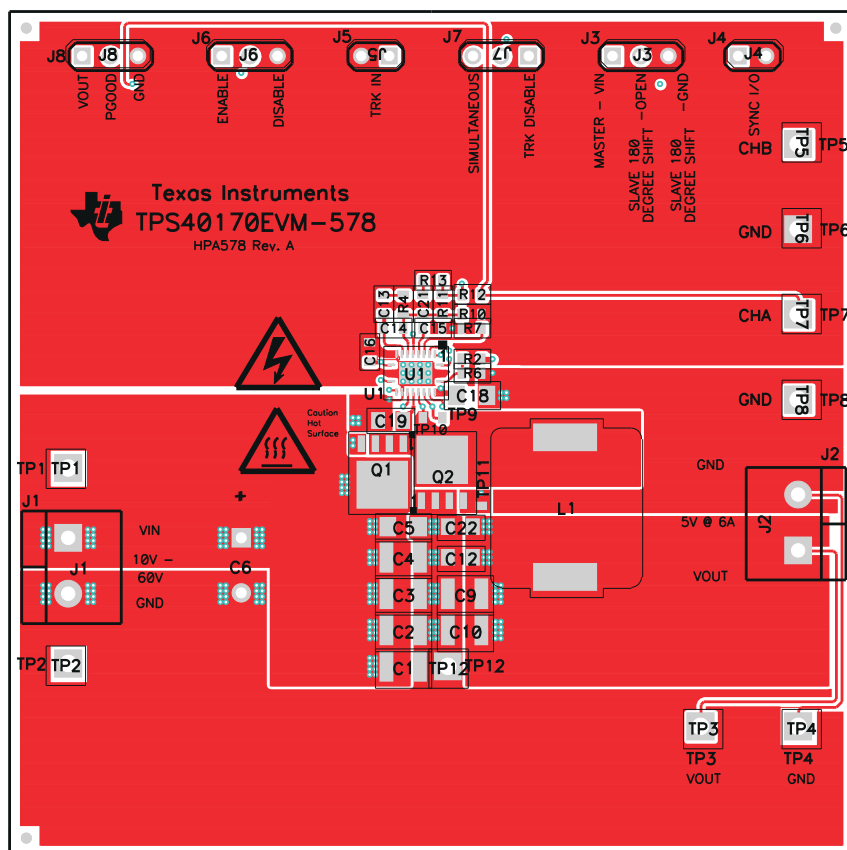 J8
J8
J6
J6
J5
J5
J7
J7
J3
J3
J4
J4
VOUT
PGOOD
GND
ENABLE
DISABLE
TRK IN
SIMULTANEOUS
TRK DISABLE
MASTER - VIN
SLAVE 180 -OPEN
DEGREE SHIFT
SLAVE 180 -GND
DEGREE SHIFT
SYNC I/O
CHB
TP5
TP5
Texas Instruments
TPS40170EVM-578
HPA578 Rev. A
GND
TP6
TP6
R13
C13
R4
C21
R11
R12
R10
CHA
TP7
TP7
C14
C15
R7
C16
1
R2
U1
R6
U1
C18
GND
TP8
TP8
Caution
Hot
Surface
C19
TP10
TP9
TP1
TP1
Q1
Q2
TP11
GND
J2
J1
+
1
L1
5V @ 6A
J2
VIN
C5
C22
10V -
60V
J1
C6
C4
C12
VOUT
GND
C3
C9
C2
C10
TP2
TP2
C1
TP12
TP12
TP3
TP4
TP3
TP4
VOUT
GND